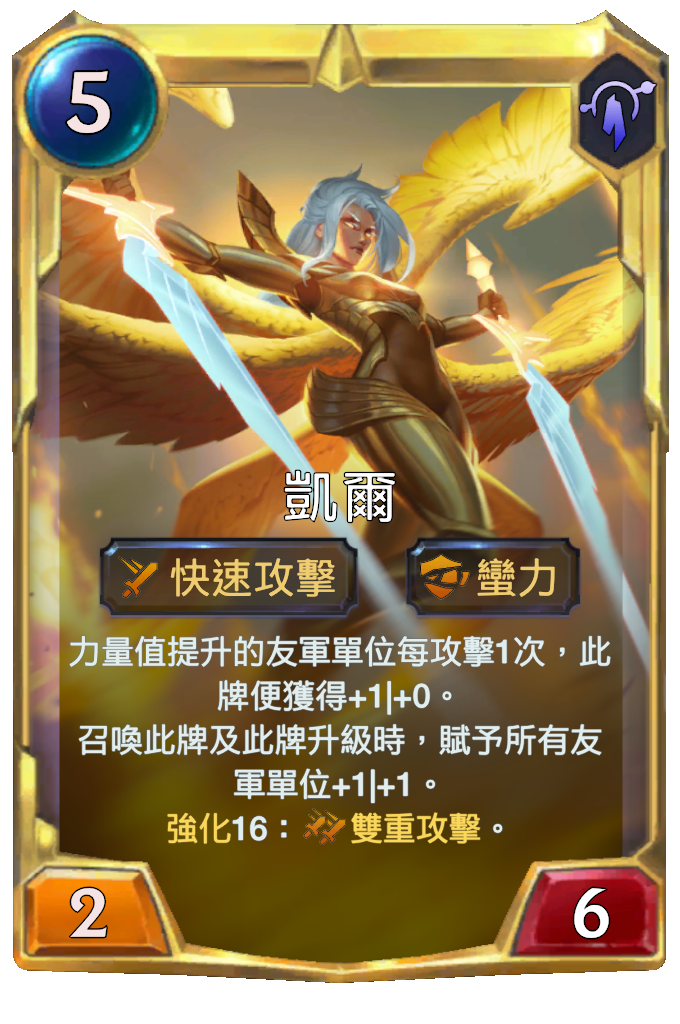 5
凱爾
快速攻擊 蠻力
力量值提升的友軍單位每攻擊1次，此
牌便獲得+1|+0。
召喚此牌及此牌升級時，賦予所有友
軍單位+1|+1。
強化16：雙重攻擊。
2 6